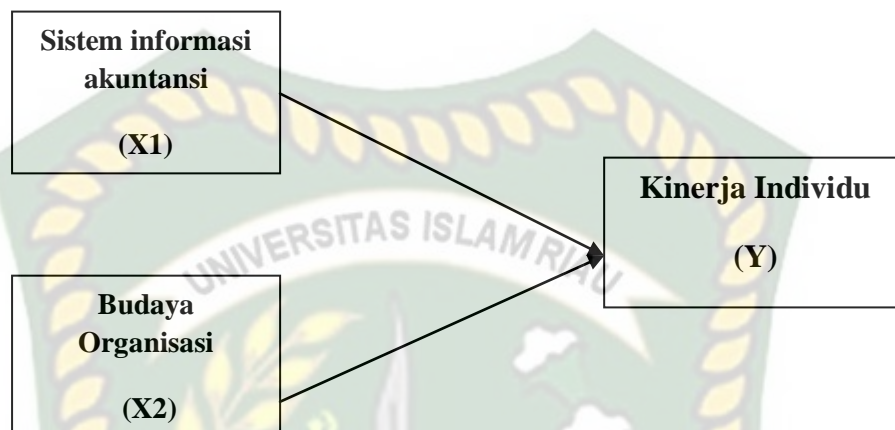 Sistem informasi
akuntansi
(X1)
Kinerja Individu
(Y)
UNIVERSITAS ISLAM RIAU
Budaya
Organisasi
(X2)